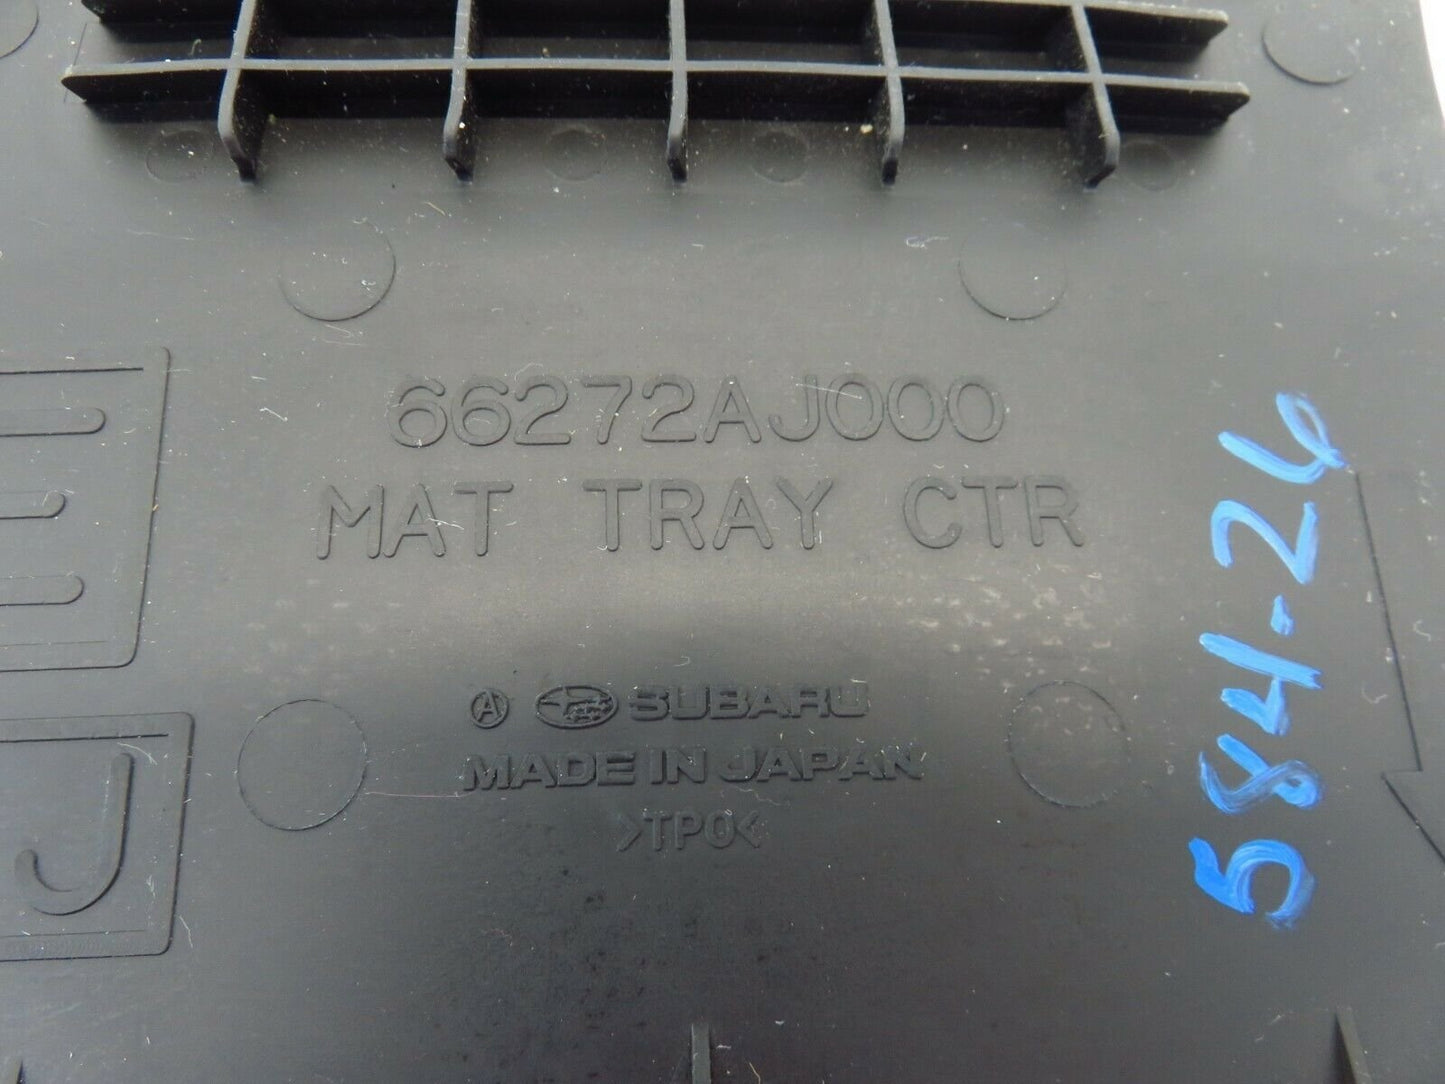 66272AJ000
MAT TRAY CTR
Ⓐ SUBARU
MADE IN JAPAN
>TPO<
J
584-26